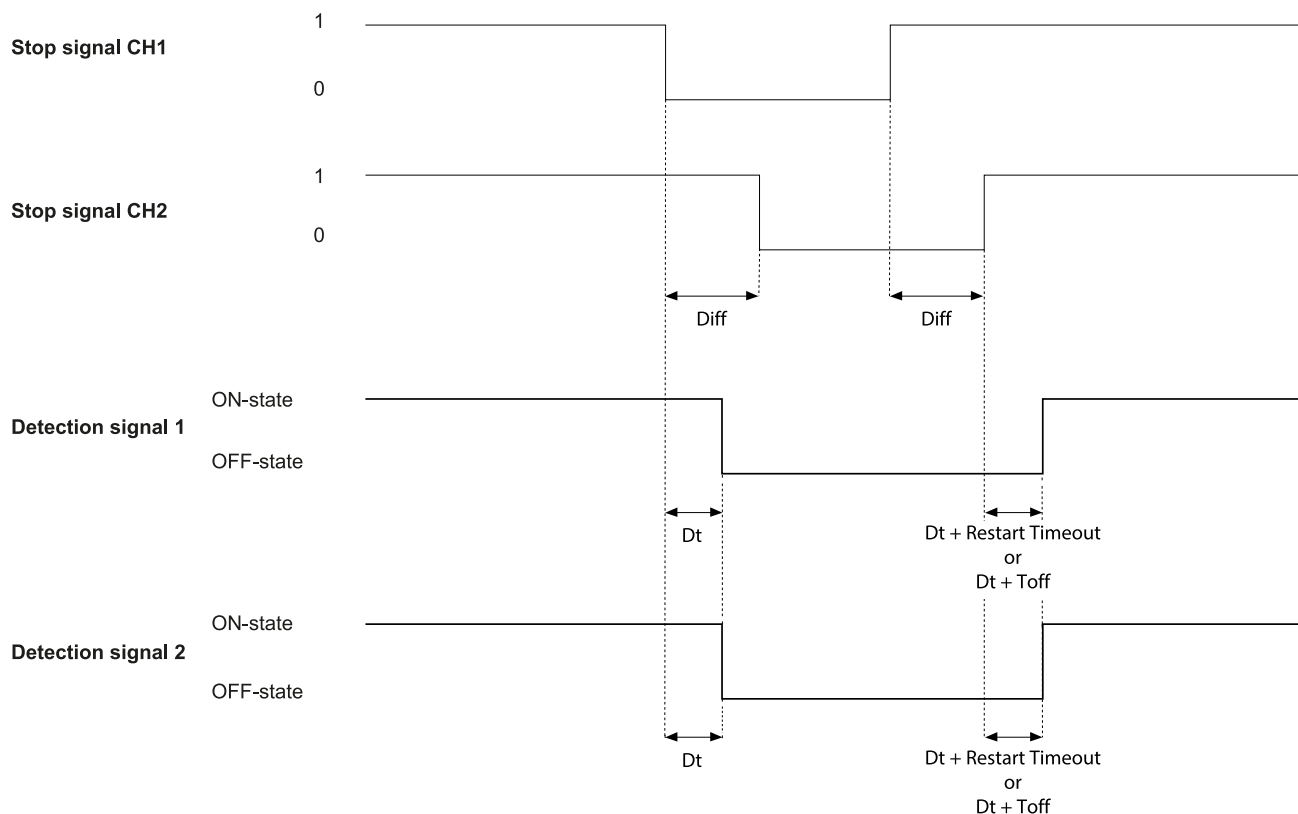 1
Stop signal CH1
0
1
Stop signal CH2
0
Diff
Diff
ON-state
Detection signal 1
OFF-state
Dt
Dt + Restart Timeout
or
Dt + Toff
ON-state
Detection signal 2
OFF-state
Dt
Dt + Restart Timeout
or
Dt + Toff